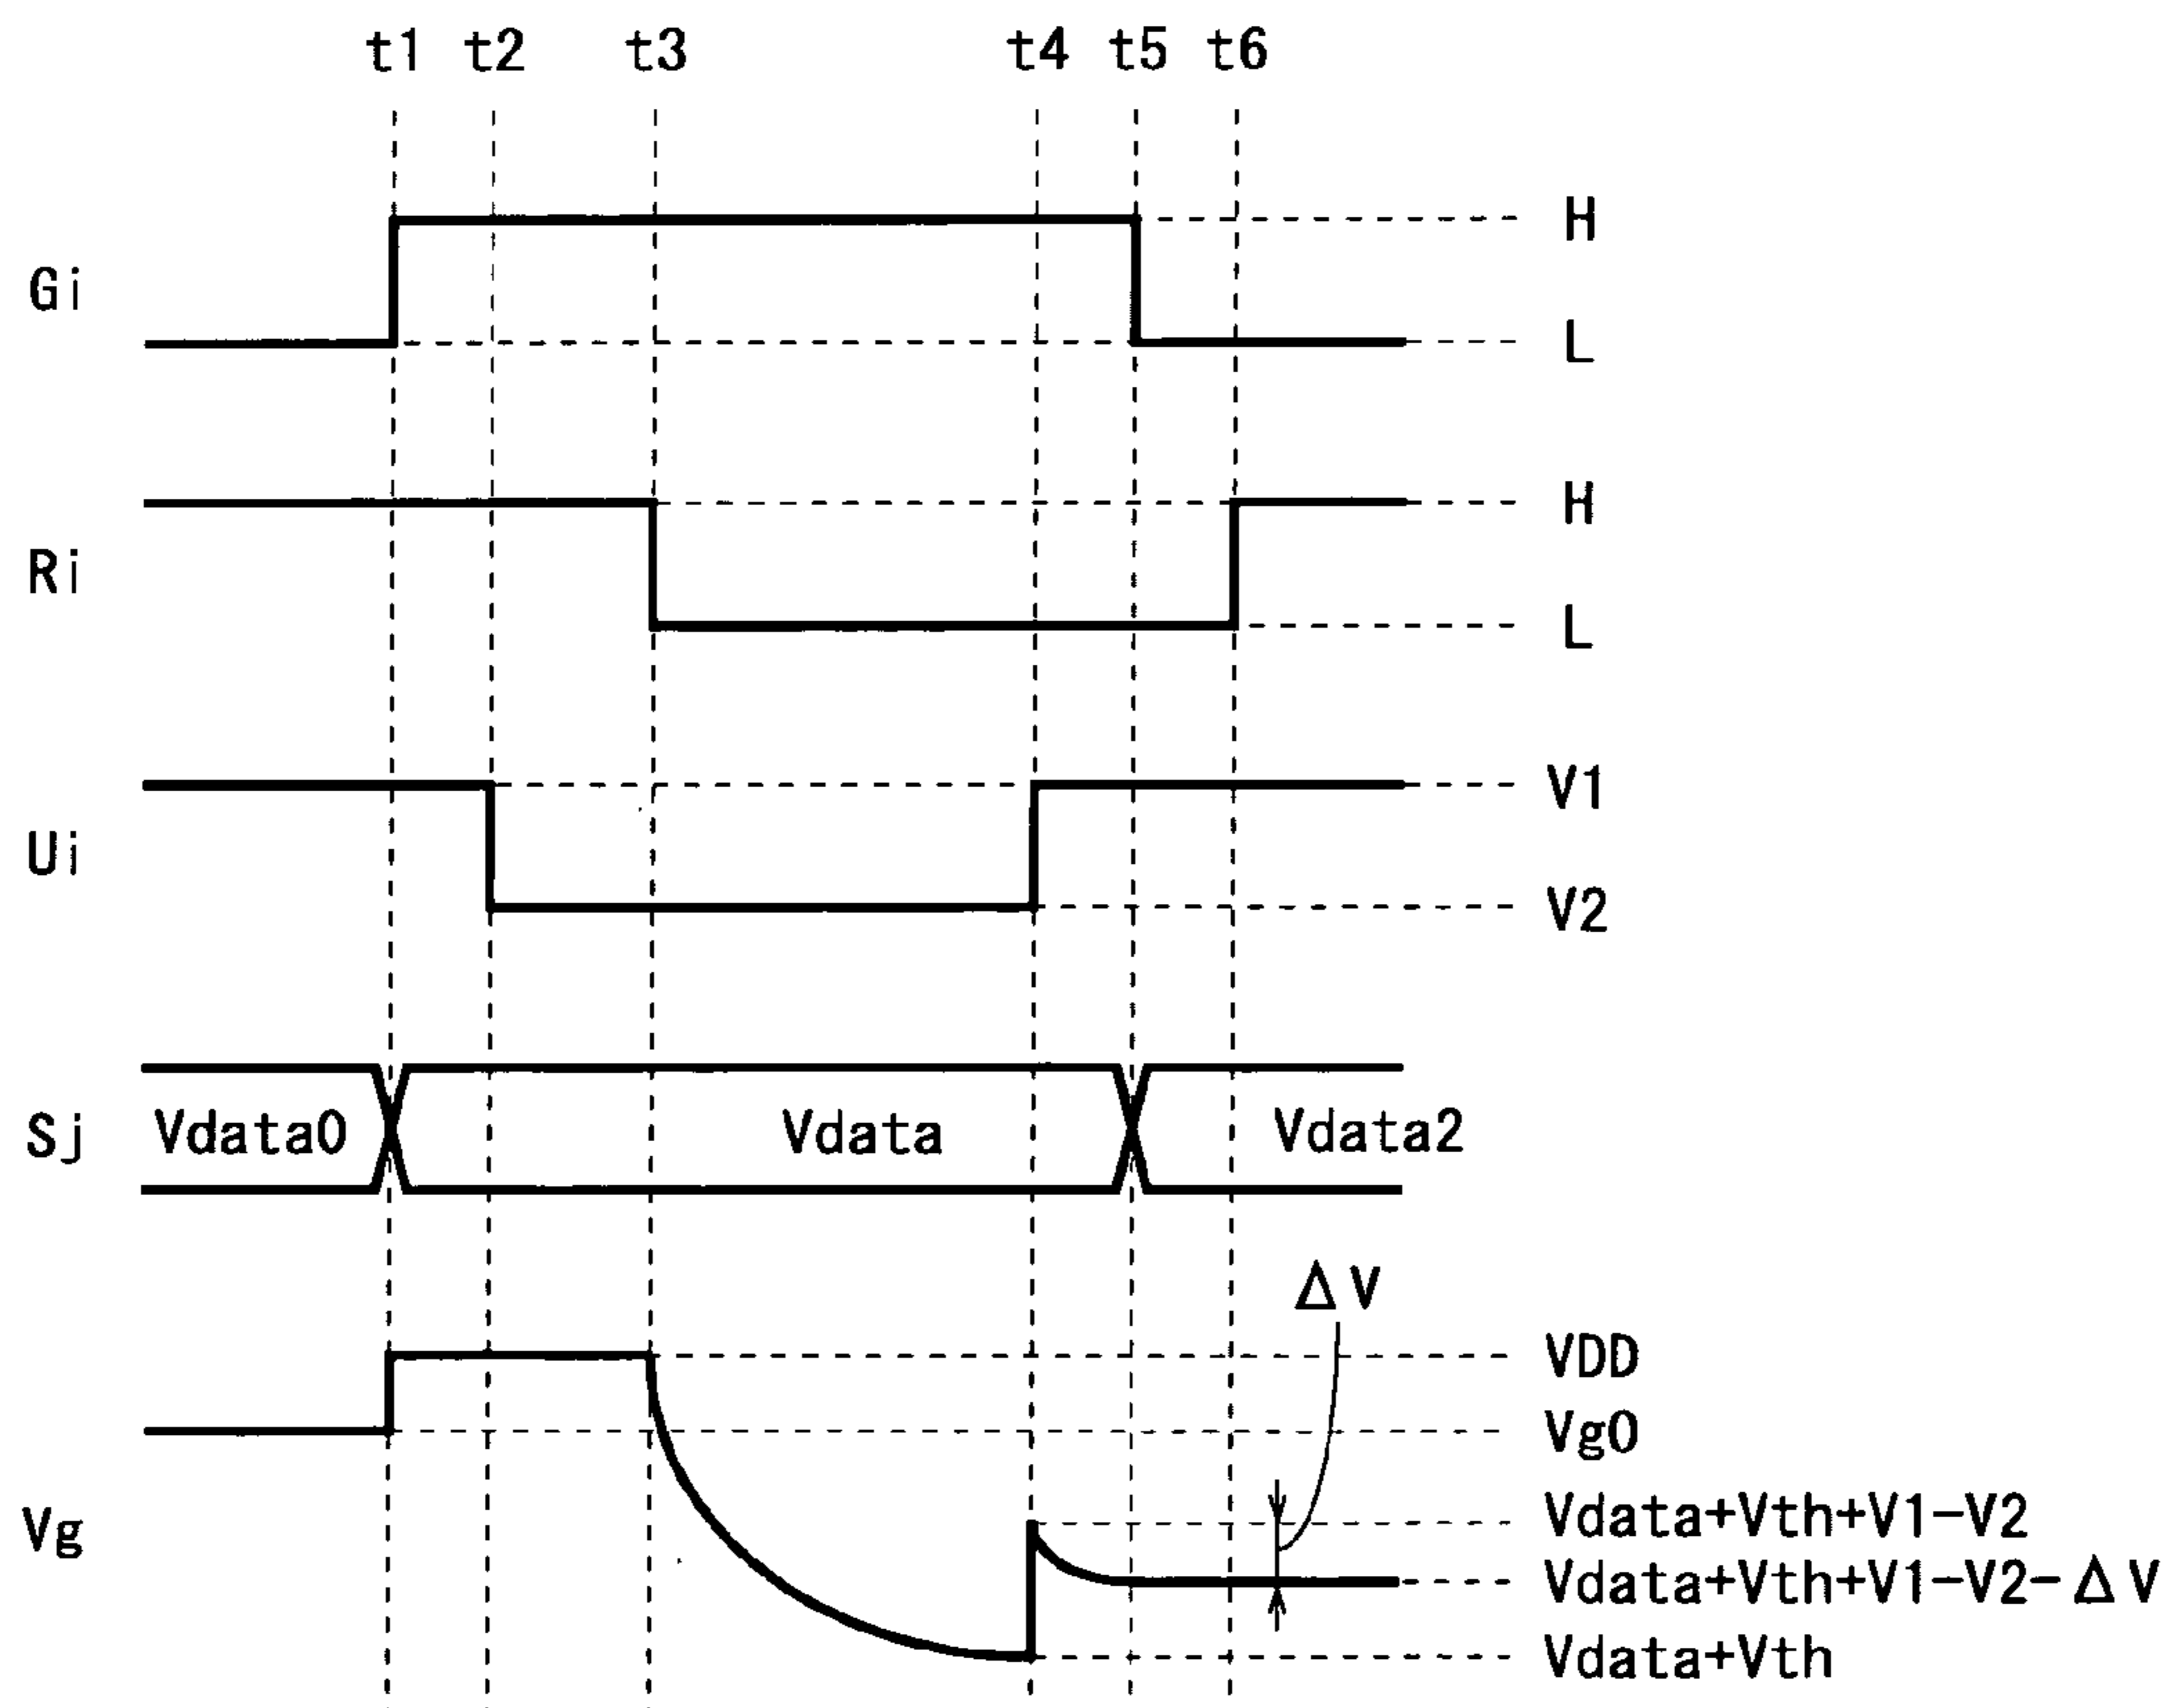 t1 t2 t3 t4 t5 t6
H
Gi
L
H
Ri
L
V1
Ui
V2
Sj Vdata0 Vdata Vdata2
ΔV
VDD
Vg0
Vg Vdata+Vth+V1-V2
Vdata+Vth+V1-V2-ΔV
Vdata+Vth